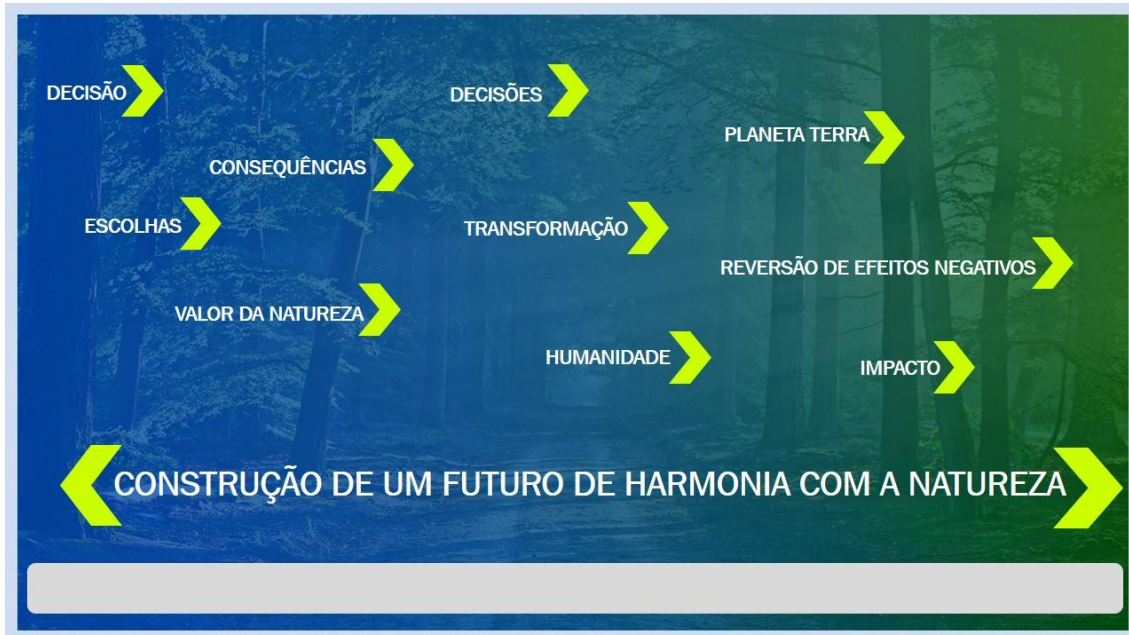 DECISÃO
DECISÕES
PLANETA TERRA
CONSEQUÊNCIAS
ESCOLHAS
TRANSFORMAÇÃO
REVERSÃO DE EFEITOS NEGATIVOS
VALOR DA NATUREZA
HUMANIDADE
IMPACTO
CONSTRUÇÃO DE UM FUTURO DE HARMONIA COM A NATUREZA